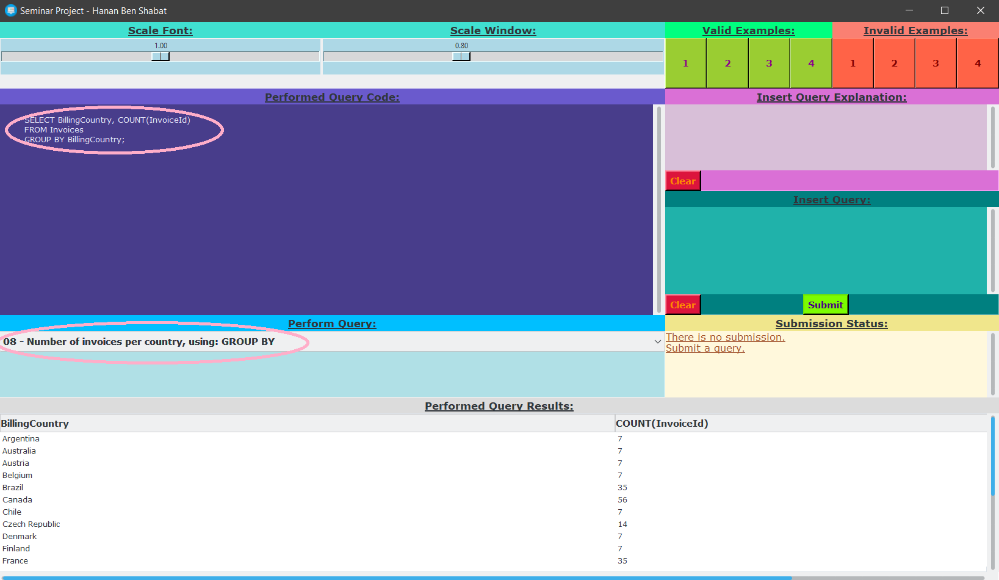 Seminar Project - Hanan Ben Shabat
Scale Font:
Scale Window:
Valid Examples:
Invalid Examples:
1.00
0.80
1 2 3 4
1 2 3 4
Performed Query Code:
SELECT BillingCountry, COUNT(InvoiceId)
FROM Invoices
GROUP BY BillingCountry;
Insert Query Explanation:
Clear
Insert Query:
Clear
Submit
Perform Query:
08 - Number of invoices per country, using: GROUP BY
Submission Status:
There is no submission.
Submit a query.
Performed Query Results:
BillingCountry COUNT(InvoiceId)
Argentina 7
Australia 7
Austria 7
Belgium 7
Brazil 35
Canada 56
Chile 7
Czech Republic 14
Denmark 7
Finland 7
France 35